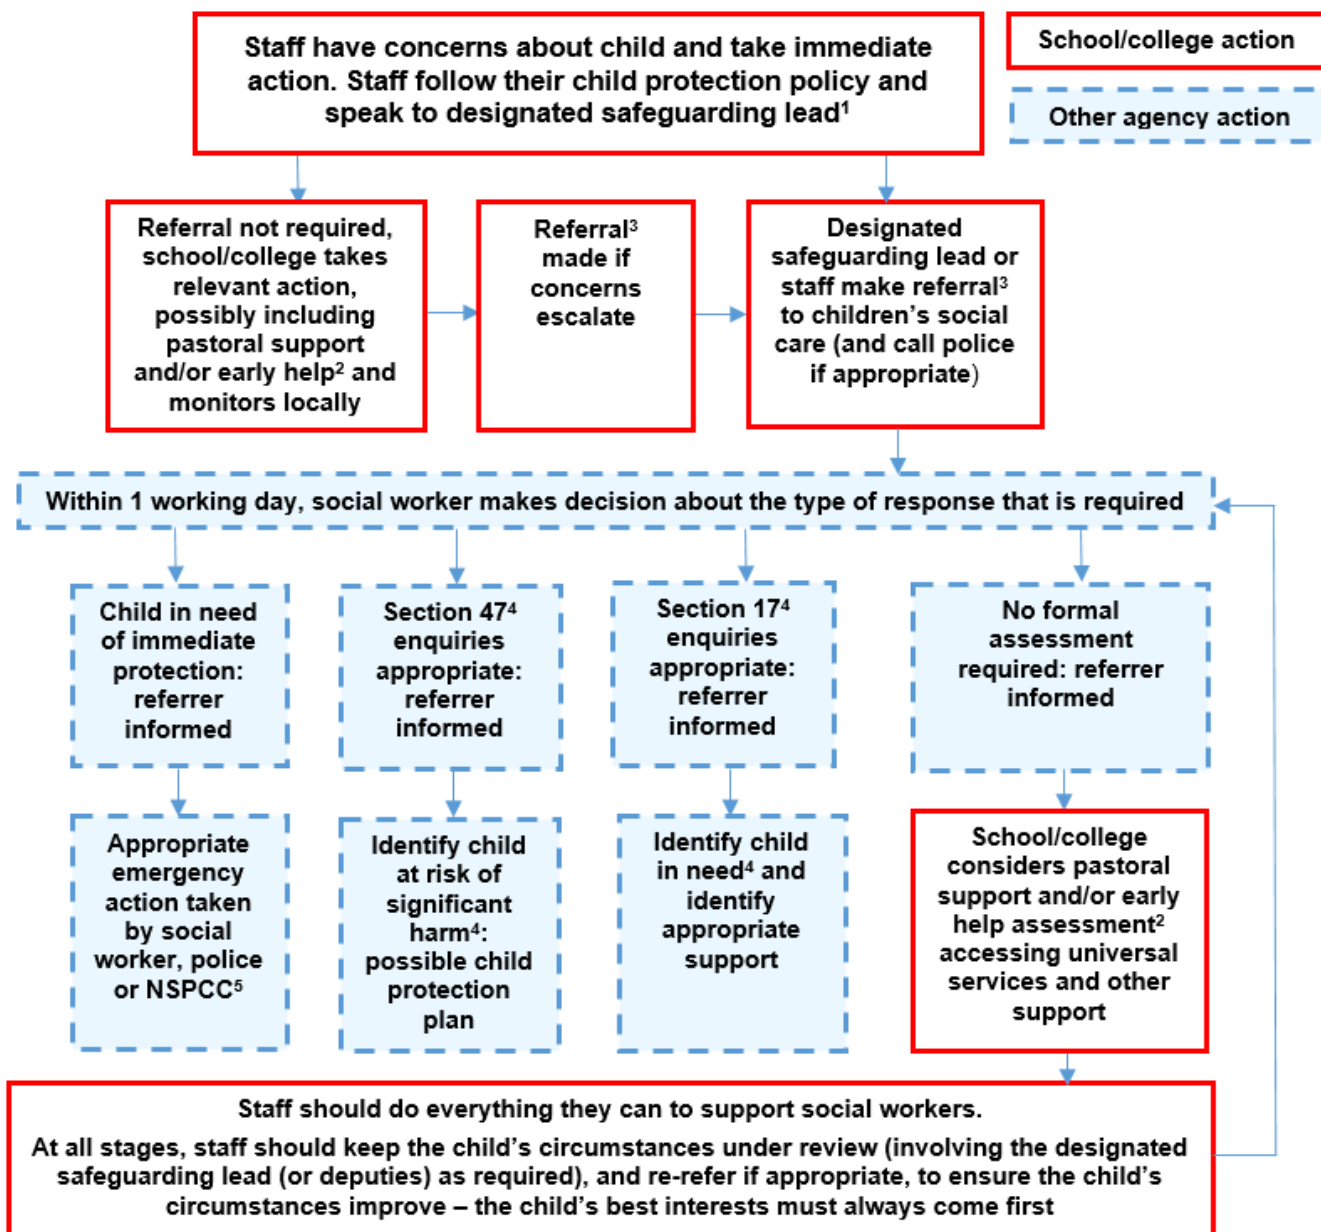 Staff have concerns about child and take immediate
action. Staff follow their child protection policy and
speak to designated safeguarding lead¹
School/college action
Other agency action
Referral not required,
school/college takes
relevant action,
possibly including
pastoral support
and/or early help² and
monitors locally
Referral³
made if
concerns
escalate
Designated
safeguarding lead or
staff make referral³
to children’s social
care (and call police
if appropriate)
Within 1 working day, social worker makes decision about the type of response that is required
Child in need
of immediate
protection:
referrer
informed
Section 47⁴
enquiries
appropriate:
referrer
informed
Section 17⁴
enquiries
appropriate:
referrer
informed
No formal
assessment
required: referrer
informed
Appropriate
emergency
action taken
by social
worker, police
or NSPCC⁵
Identify child
at risk of
significant
harm⁴:
possible child
protection
plan
Identify child
in need⁴ and
identify
appropriate
support
School/college
considers pastoral
support and/or early
help assessment²
accessing universal
services and other
support
Staff should do everything they can to support social workers.
At all stages, staff should keep the child’s circumstances under review (involving the designated
safeguarding lead (or deputies) as required), and re-refer if appropriate, to ensure the child’s
circumstances improve – the child’s best interests must always come first